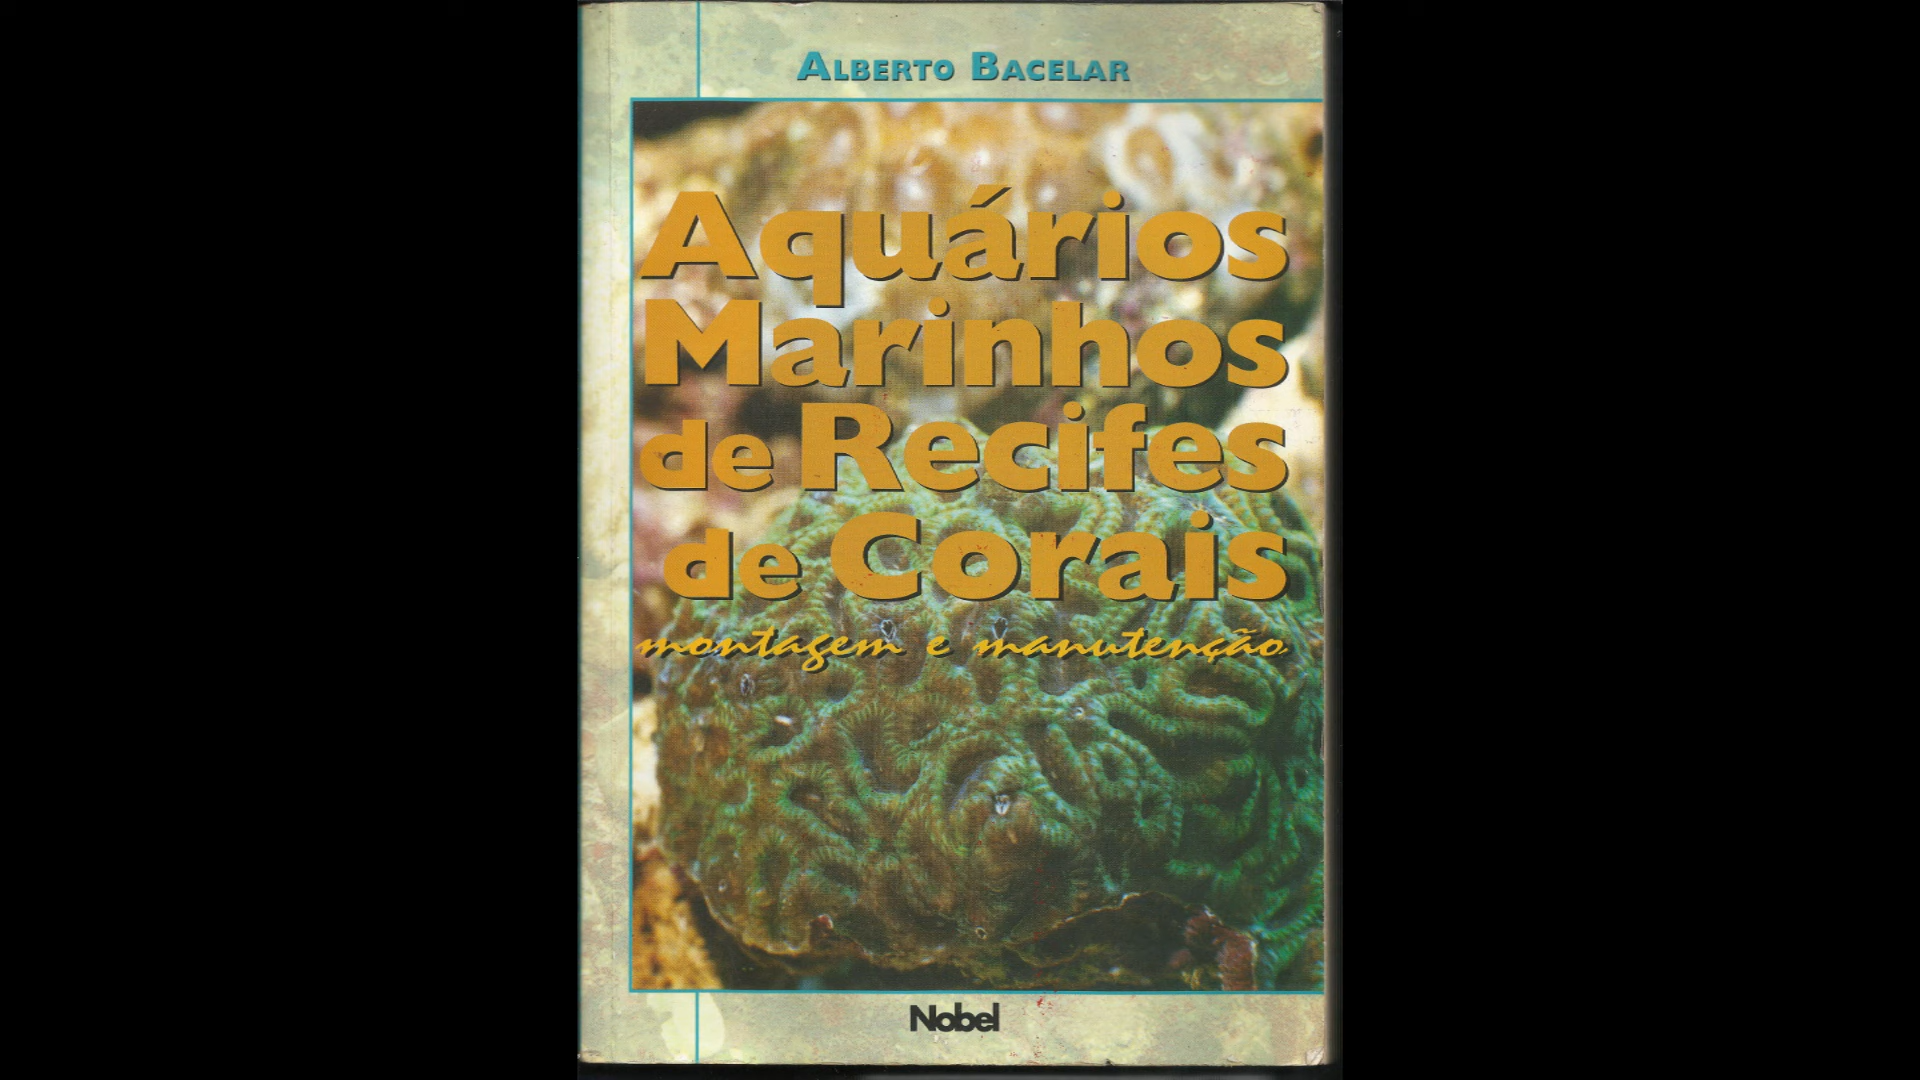 Alberto Bacelar
Aquários
Marinhos
de Recifes
de Corais
montagem e manutenção
Nobel